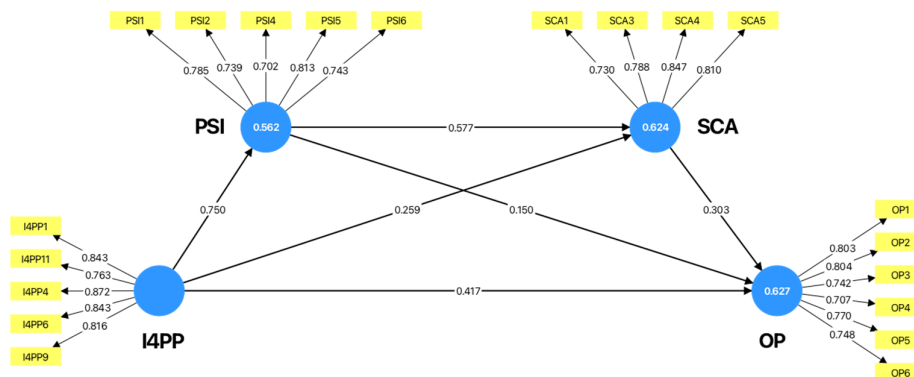 PSI1 PSI2 PSI4 PSI5 PSI6 SCA1 SCA3 SCA4 SCA5
0.785 0.739 0.702 0.813 0.743 0.730 0.788 0.847 0.810
PSI 0.562 0.577 0.624 SCA
0.750 0.259 0.150 0.303
I4PP1
I4PP11
I4PP4
I4PP6
I4PP9
0.843
0.763
0.872
0.843
0.816
I4PP
0.417
0.627
OP
0.803
0.804
0.742
0.707
0.770
0.748
OP1
OP2
OP3
OP4
OP5
OP6